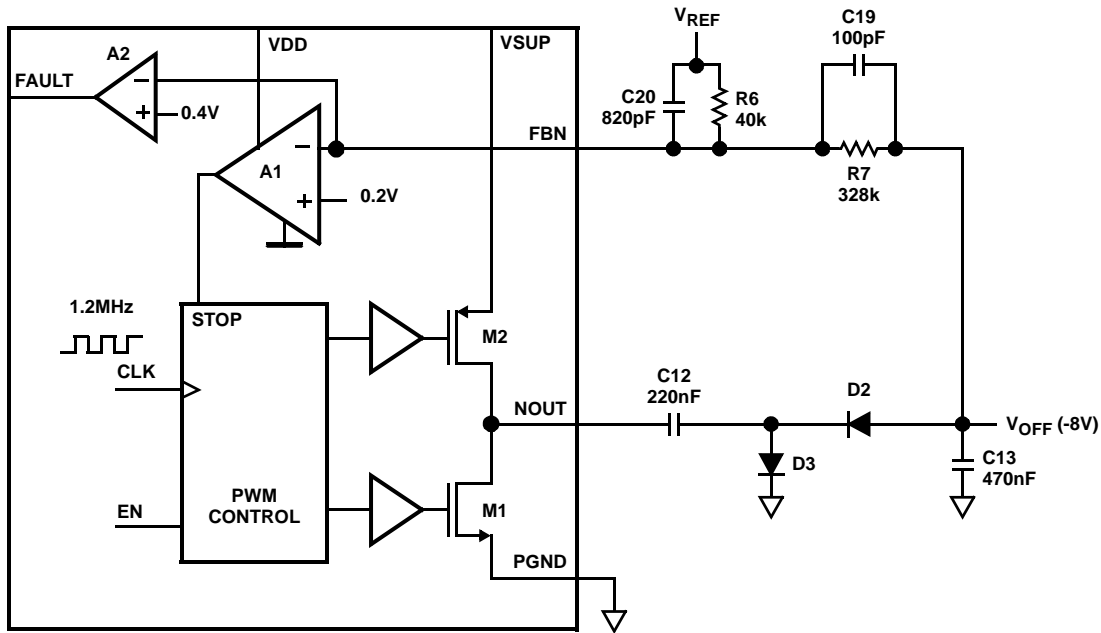 VDD
VSUP
A2
FAULT
−
+
0.4V
FBN
A1
−
+
0.2V
VREF
C20
820pF
R6
40k
C19
100pF
R7
328k
1.2MHz
STOP
CLK
EN
PWM
CONTROL
M2
NOUT
M1
PGND
C12
220nF
D2
D3
VOFF (-8V)
C13
470nF